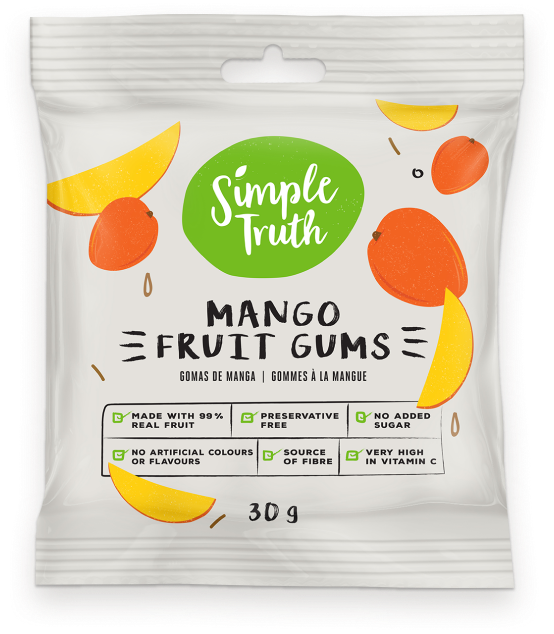 Simple
Truth
MANGO
FRUIT GUMS
GOMAS DE MANGA | GOMMES À LA MANGUE
MADE WITH 99% REAL FRUIT
PRESERVATIVE FREE
NO ADDED SUGAR
NO ARTIFICIAL COLOURS OR FLAVOURS
SOURCE OF FIBRE
VERY HIGH IN VITAMIN C
30 g